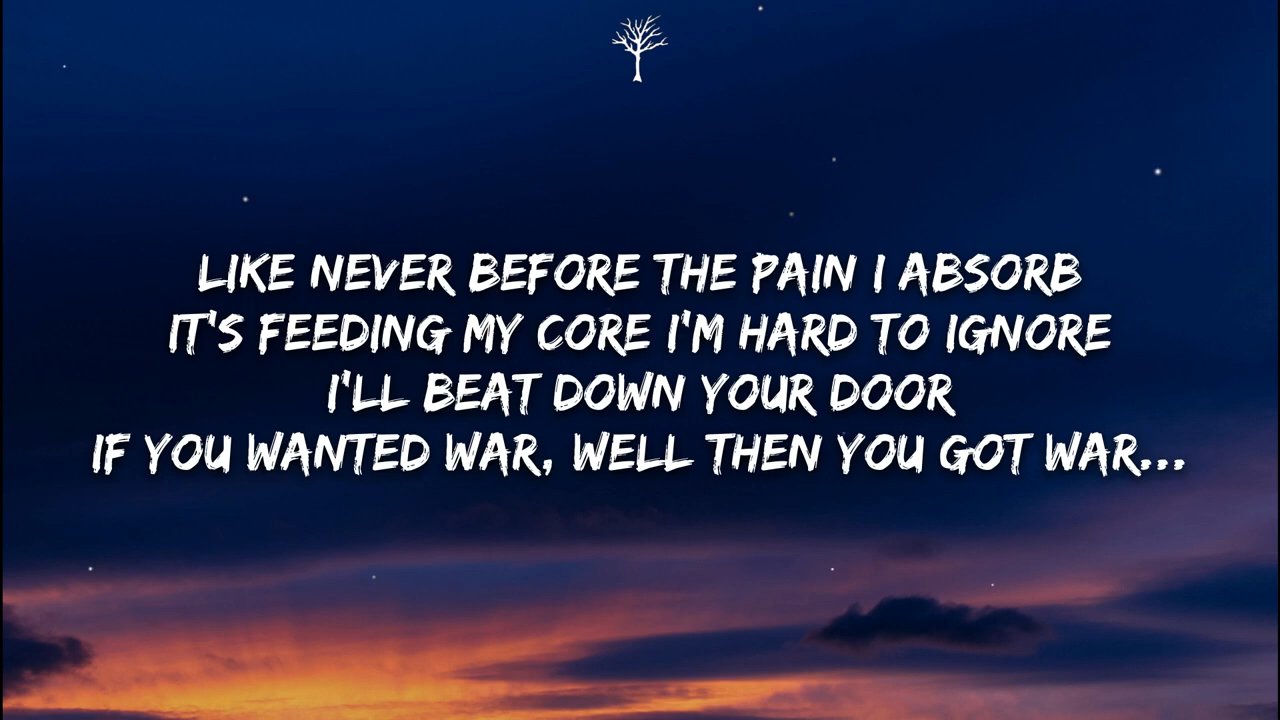 LIKE NEVER BEFORE THE PAIN I ABSORB
IT'S FEEDING MY CORE I'M HARD TO IGNORE
I'LL BEAT DOWN YOUR DOOR
IF YOU WANTED WAR, WELL THEN YOU GOT WAR...